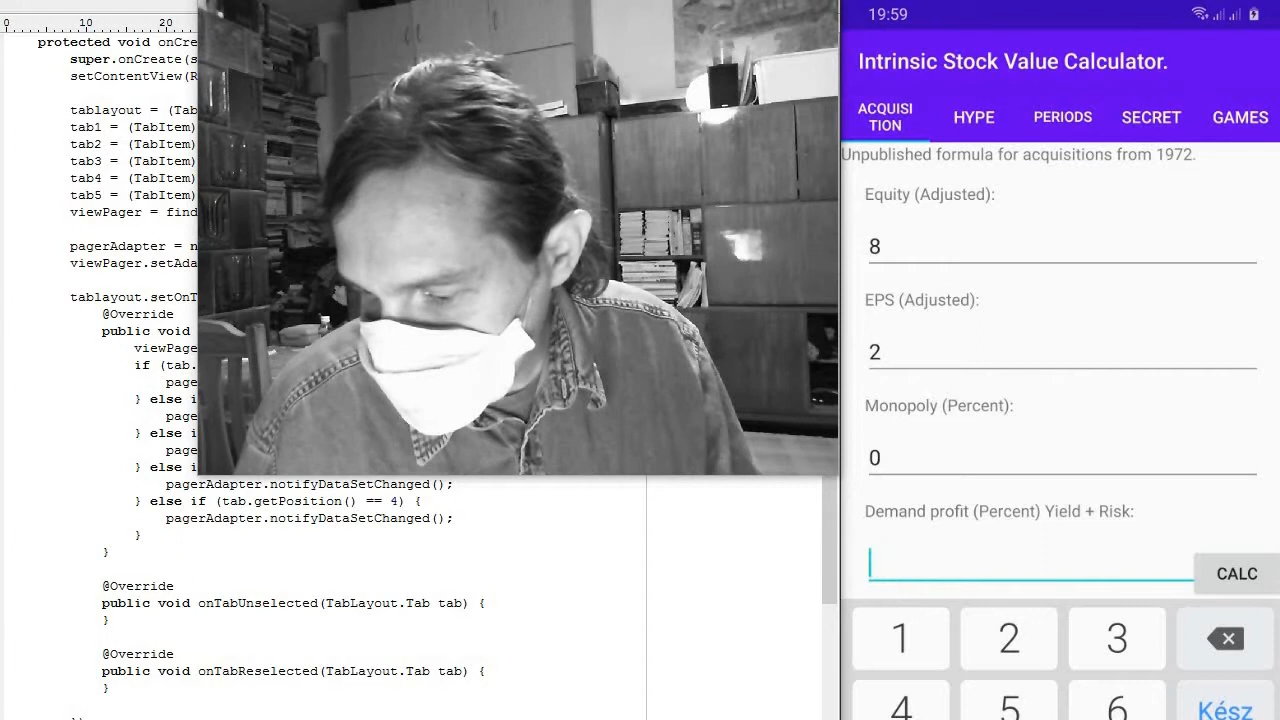 0 10 20
protected void onCre
super.onCreate(s
setContentView(R
tablayout = (Tab
tab1 = (TabItem)
tab2 = (TabItem)
tab3 = (TabItem)
tab4 = (TabItem)
tab5 = (TabItem)
viewPager = find
pagerAdapter = n
viewPager.setAda
tablayout.setOnT
@Override
public void
viewPage
if (tab.
page
} else i
page
} else i
page
} else i
pagerAdapter.notifyDataSetChanged();
} else if (tab.getPosition() == 4) {
pagerAdapter.notifyDataSetChanged();
}
}
@Override
public void onTabUnselected(TabLayout.Tab tab) {
}
@Override
public void onTabReselected(TabLayout.Tab tab) {
}
19:59
Intrinsic Stock Value Calculator.
ACQUISI
TION
HYPE PERIODS SECRET GAMES
Unpublished formula for acquisitions from 1972.
Equity (Adjusted):
8
EPS (Adjusted):
2
Monopoly (Percent):
0
Demand profit (Percent) Yield + Risk:
CALC
1 2 3
4 5 6 Kész